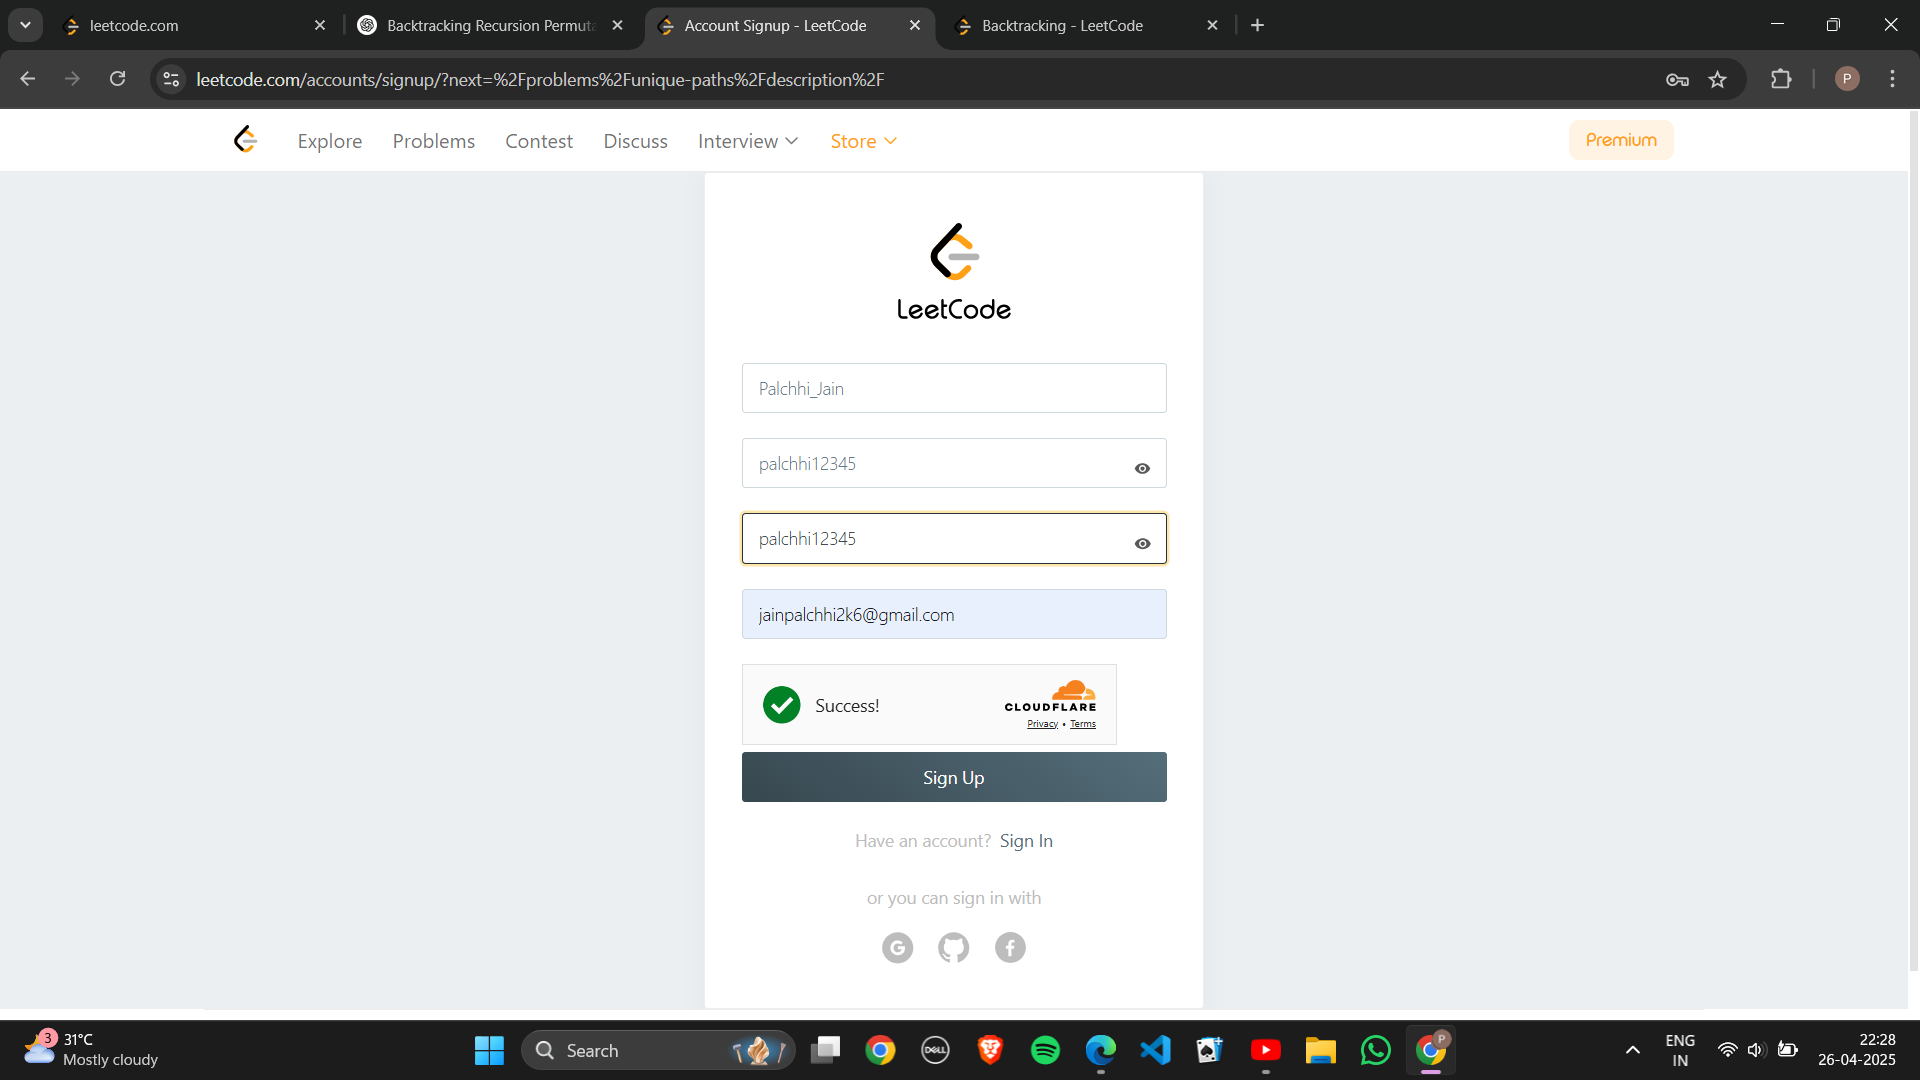 leetcode.com
Backtracking Recursion Permuta
Account Signup - LeetCode
Backtracking - LeetCode
leetcode.com/accounts/signup/?next=%2Fproblems%2Funique-paths%2Fdescription%2F
P
Explore Problems Contest Discuss Interview Store Premium
LeetCode
Palchhi_Jain
palchhi12345
palchhi12345
jainpalchhi2k6@gmail.com
Success!
CLOUDFLARE
Privacy • Terms
Sign Up
Have an account? Sign In
or you can sign in with
3
31°C
Mostly cloudy
Search
DELL
P
ENG
IN
22:28
26-04-2025